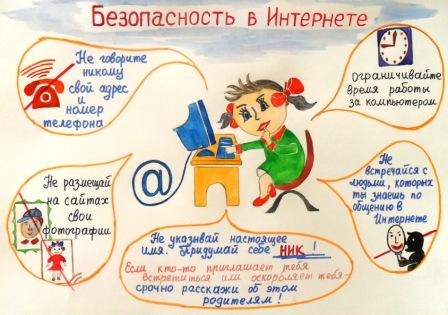 Безопасность в Интернете
Не говорите
никому
свой адрес
и
номер
телефона
ограничивайте
время работы
за компьютером
Не размещай
на сайтах
свои
фотографии
@
Не
встречайся с
людьми, которых
ты знаешь по
общению в
Интернете
Не указывай настоящее
имя. Придумай себе НИК!
Если кто-то приглашает тебя
встретиться или оскорбляет тебя-
срочно расскажи об этом
родителям!